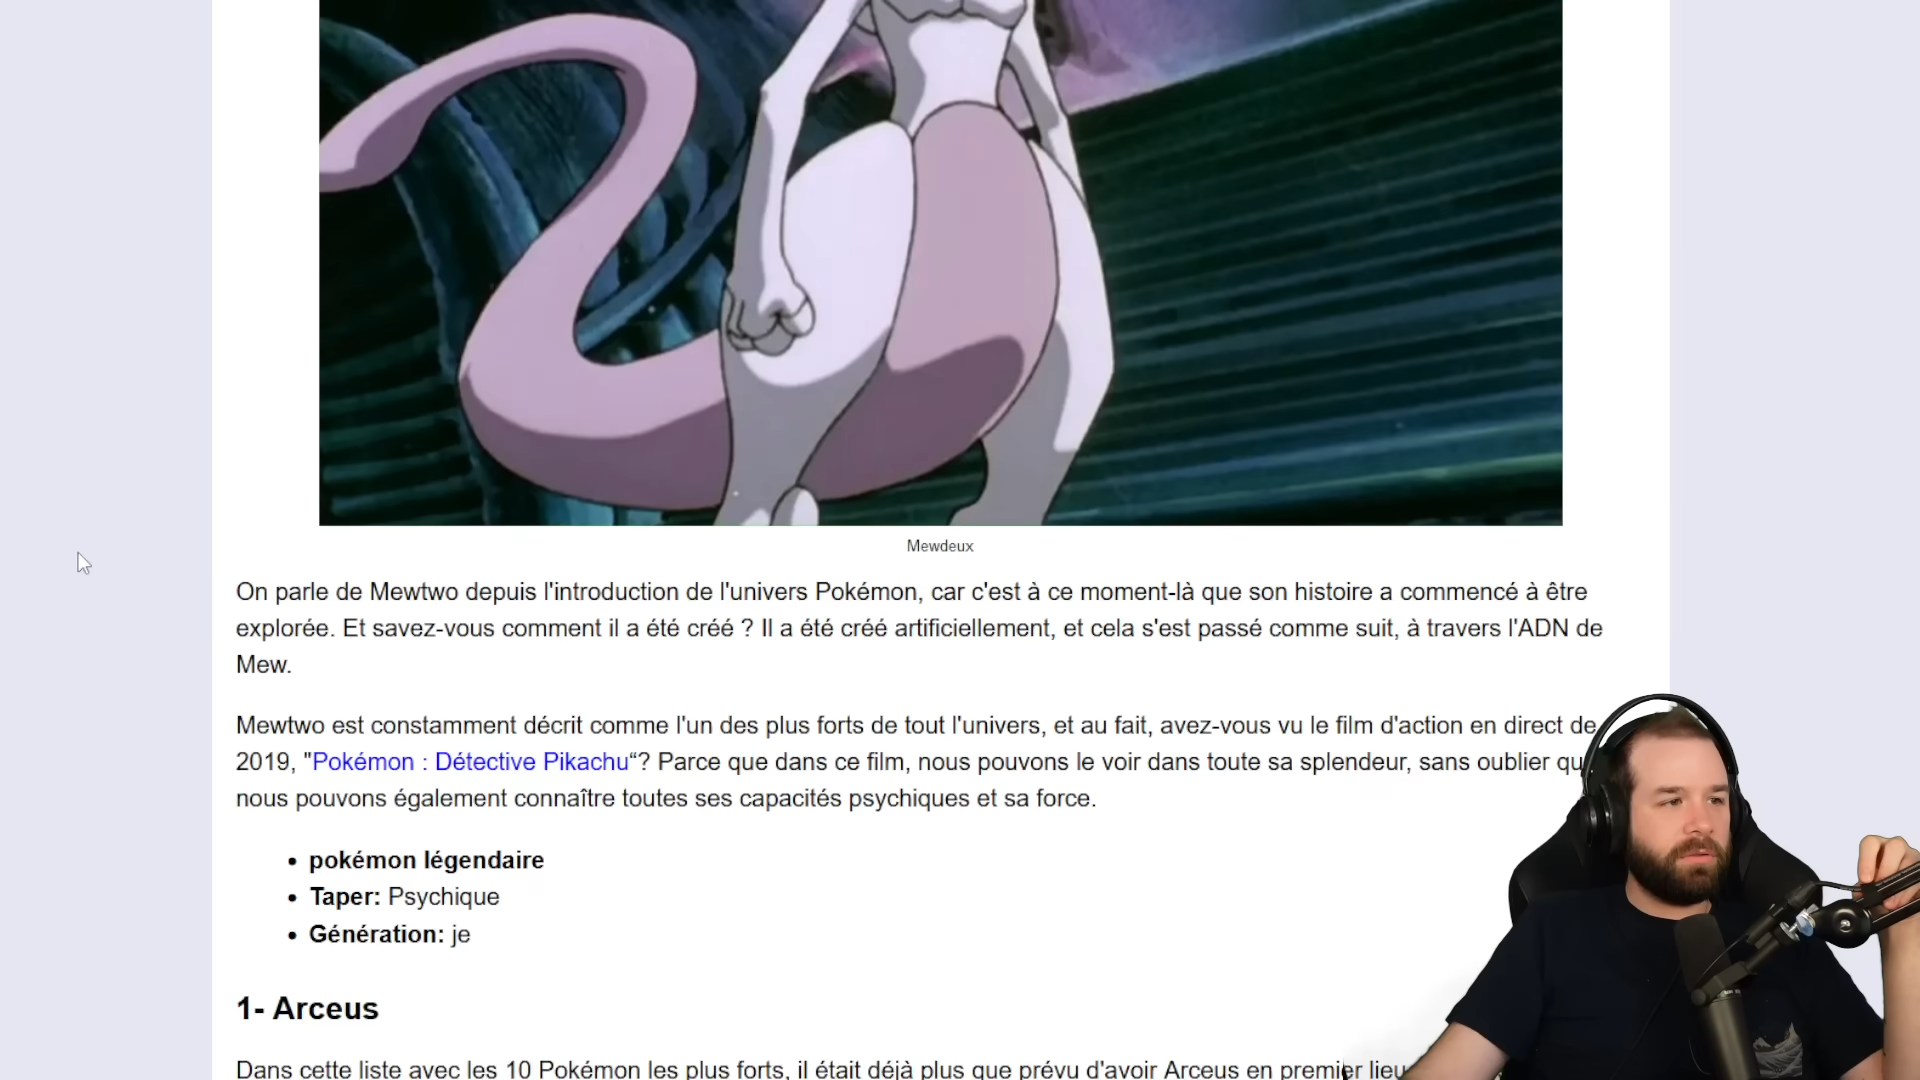 Mewdeux
On parle de Mewtwo depuis l'introduction de l'univers Pokémon, car c'est à ce moment-là que son histoire a commencé à être
explorée. Et savez-vous comment il a été créé ? Il a été créé artificiellement, et cela s'est passé comme suit, à travers l'ADN de
Mew.
Mewtwo est constamment décrit comme l'un des plus forts de tout l'univers, et au fait, avez-vous vu le film d'action en direct de
2019, "Pokémon : Détective Pikachu“? Parce que dans ce film, nous pouvons le voir dans toute sa splendeur, sans oublier
nous pouvons également connaître toutes ses capacités psychiques et sa force.
• pokémon légendaire
• Taper: Psychique
• Génération: je
1- Arceus
Dans cette liste avec les 10 Pokémon les plus forts, il était déjà plus que prévu d'avoir Arceus en premier lieu